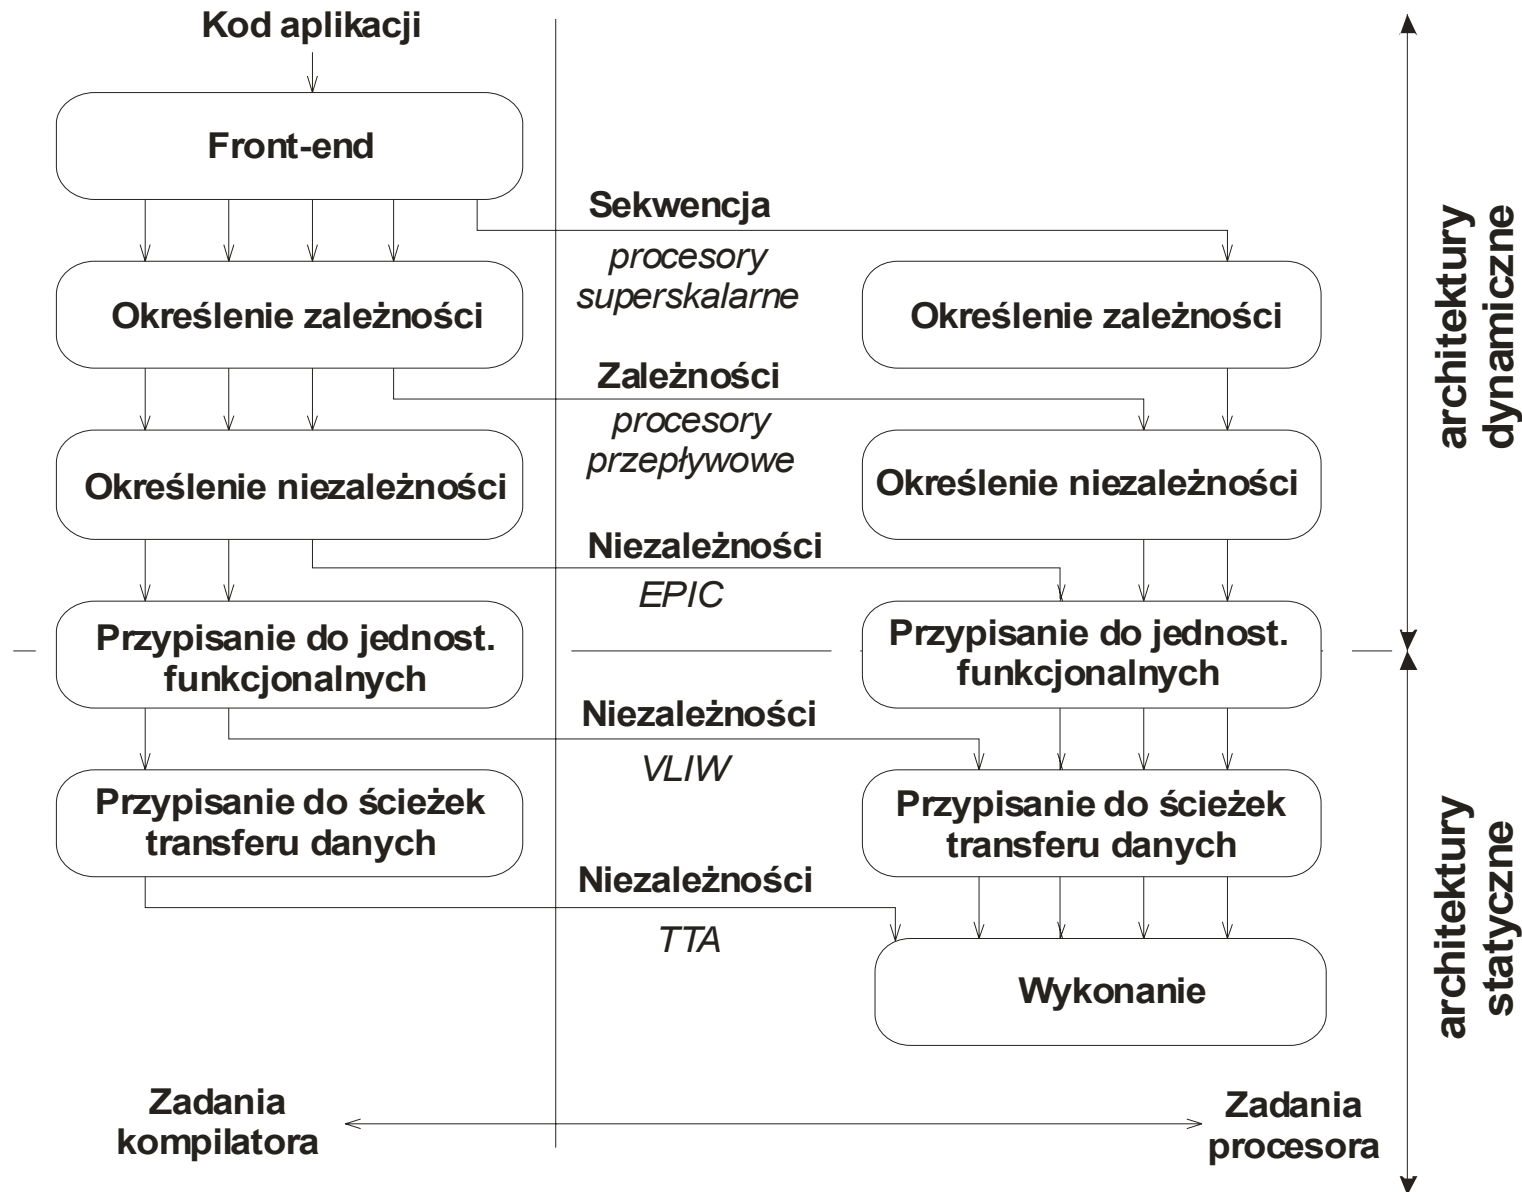 Kod aplikacji
Front-end
Sekwencja
procesory
superskalarne
Określenie zależności
Określenie zależności
Zależności
procesory
przepływowe
Określenie niezależności
Określenie niezależności
Niezależności
EPIC
Przypisanie do jednost.
funkcjonalnych
Przypisanie do jednost.
funkcjonalnych
Niezależności
VLIW
Przypisanie do ścieżek
transferu danych
Przypisanie do ścieżek
transferu danych
Niezależności
TTA
Wykonanie
Zadania
kompilatora
Zadania
procesora
architektury
dynamiczne
architektury
statyczne